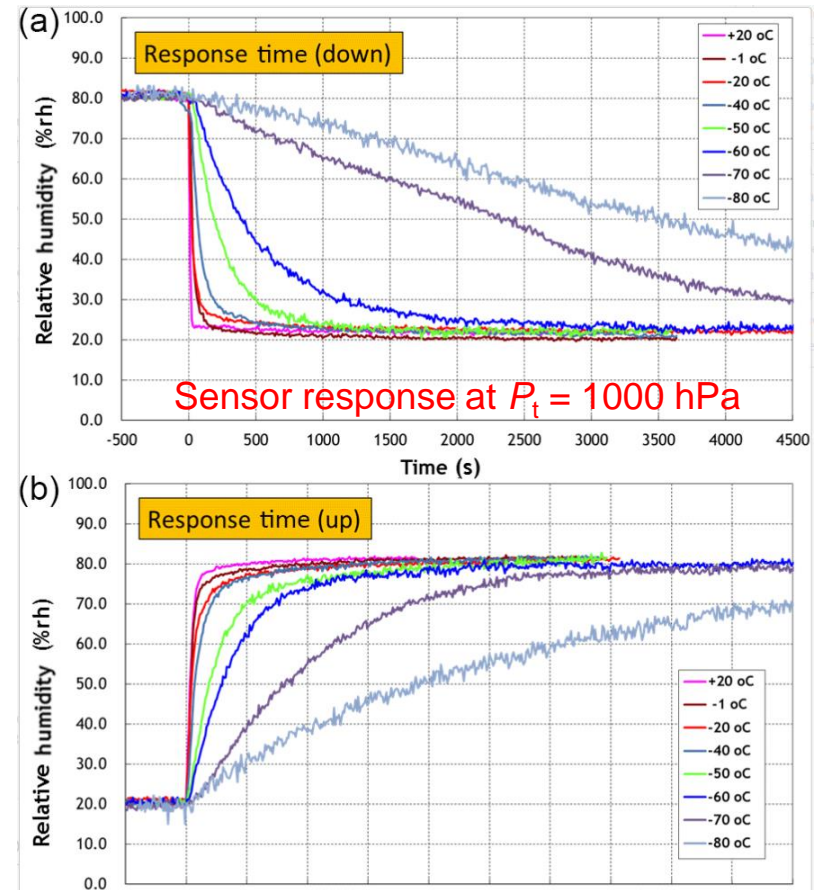 (a)
Response time (down)
Relative humidity (%rh)
100.0
90.0
80.0
70.0
60.0
50.0
40.0
30.0
20.0
10.0
0.0
+20 oC
-1 oC
-20 oC
-40 oC
-50 oC
-60 oC
-70 oC
-80 oC
Sensor response at Pt = 1000 hPa
-500 0 500 1000 1500 2000 2500 3000 3500 4000 4500
Time (s)
(b)
Response time (up)
Relative humidity (%rh)
100.0
90.0
80.0
70.0
60.0
50.0
40.0
30.0
20.0
10.0
0.0
+20 oC
-1 oC
-20 oC
-40 oC
-50 oC
-60 oC
-70 oC
-80 oC